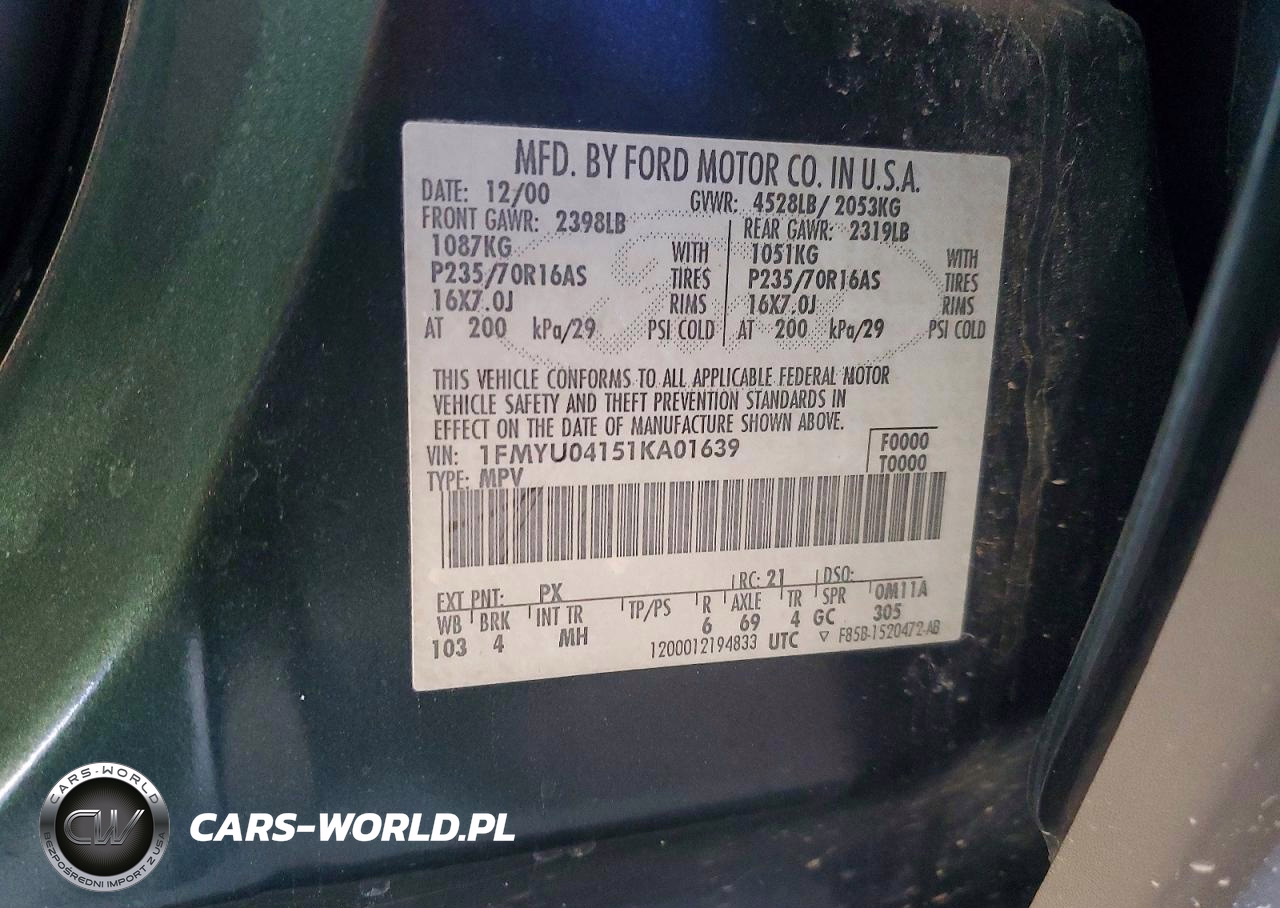 MFD. BY FORD MOTOR CO. IN U.S.A.
DATE: 12/00 GVWR: 4528LB/ 2053KG
FRONT GAWR: 2398LB REAR GAWR: 2319LB
1087KG WITH 1051KG WITH
P235/70R16AS TIRES P235/70R16AS TIRES
16X7.0J RIMS 16X7.0J RIMS
AT 200 kPa/29 PSI COLD AT 200 kPa/29 PSI COLD
THIS VEHICLE CONFORMS TO ALL APPLICABLE FEDERAL MOTOR
VEHICLE SAFETY AND THEFT PREVENTION STANDARDS IN
EFFECT ON THE DATE OF MANUFACTURE SHOWN ABOVE.
VIN: 1FMYU04151KA01639 F0000
TYPE: MPV T0000
EXT PNT: PX RC: 21 DSO:
WB BRK INT TR TP/PS R AXLE TR SPR 0M11A
103 4 MH 6 69 4 GC 305
1200012194833 UTC ▽ F85B-1520472-AB
CARS-WORLD
CW
BEZPOŚREDNI IMPORT Z USA
CARS-WORLD.PL